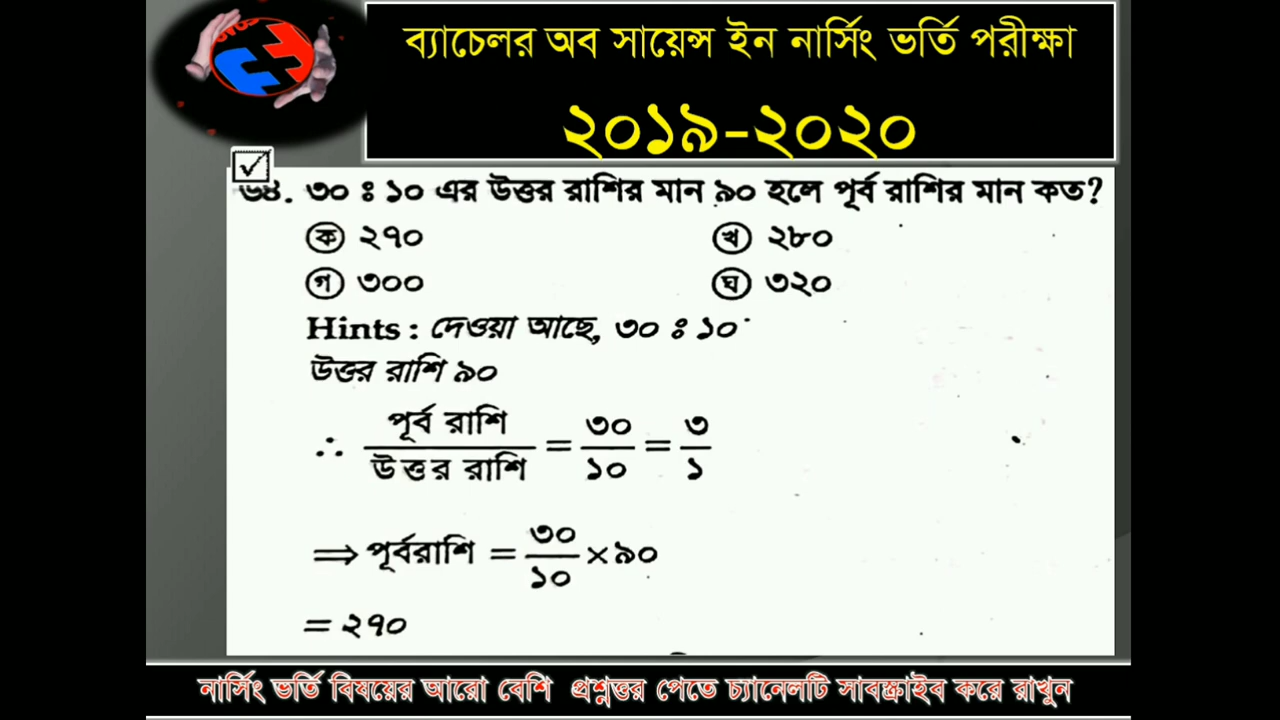 ব্যাচেলর অব সায়েন্স ইন নার্সিং ভর্তি পরীক্ষা
২০১৯-২০২০
৬৪. ৩০ ঃ ১০ এর উত্তর রাশির মান ৯০ হলে পূর্ব রাশির মান কত?
ক ২৭০ খ ২৮০
গ ৩০০ ঘ ৩২০
Hints : দেওয়া আছে, ৩০ ঃ ১০
উত্তর রাশি ৯০
∴ পূর্ব রাশি / উত্তর রাশি = ৩০ / ১০ = ৩ / ১
⟹ পূর্বরাশি = ৩০ / ১০ × ৯০
= ২৭০
নার্সিং ভর্তি বিষয়ের আরো বেশি প্রশ্নত্তর পেতে চ্যানেলটি সাবস্ক্রাইব করে রাখুন